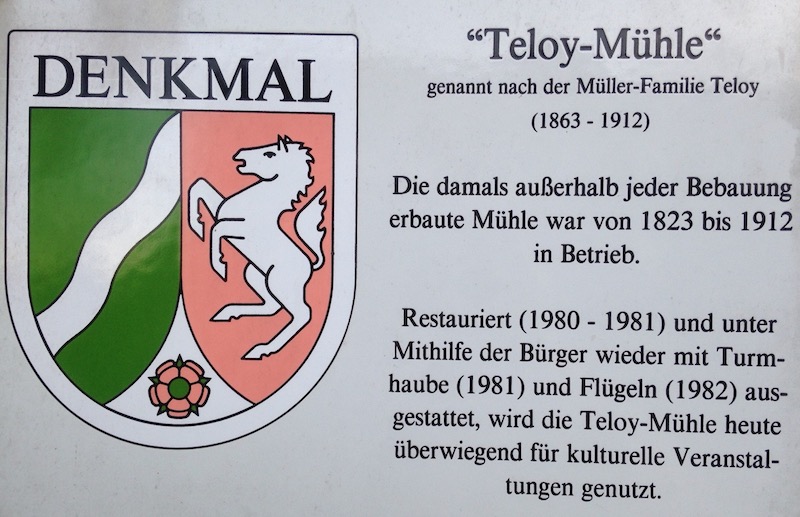 DENKMAL
“Teloy-Mühle“
genannt nach der Müller-Familie Teloy
(1863 - 1912)
Die damals außerhalb jeder Bebauung
erbaute Mühle war von 1823 bis 1912
in Betrieb.
Restauriert (1980 - 1981) und unter
Mithilfe der Bürger wieder mit Turm-
haube (1981) und Flügeln (1982) aus-
gestattet, wird die Teloy-Mühle heute
überwiegend für kulturelle Veranstal-
tungen genutzt.